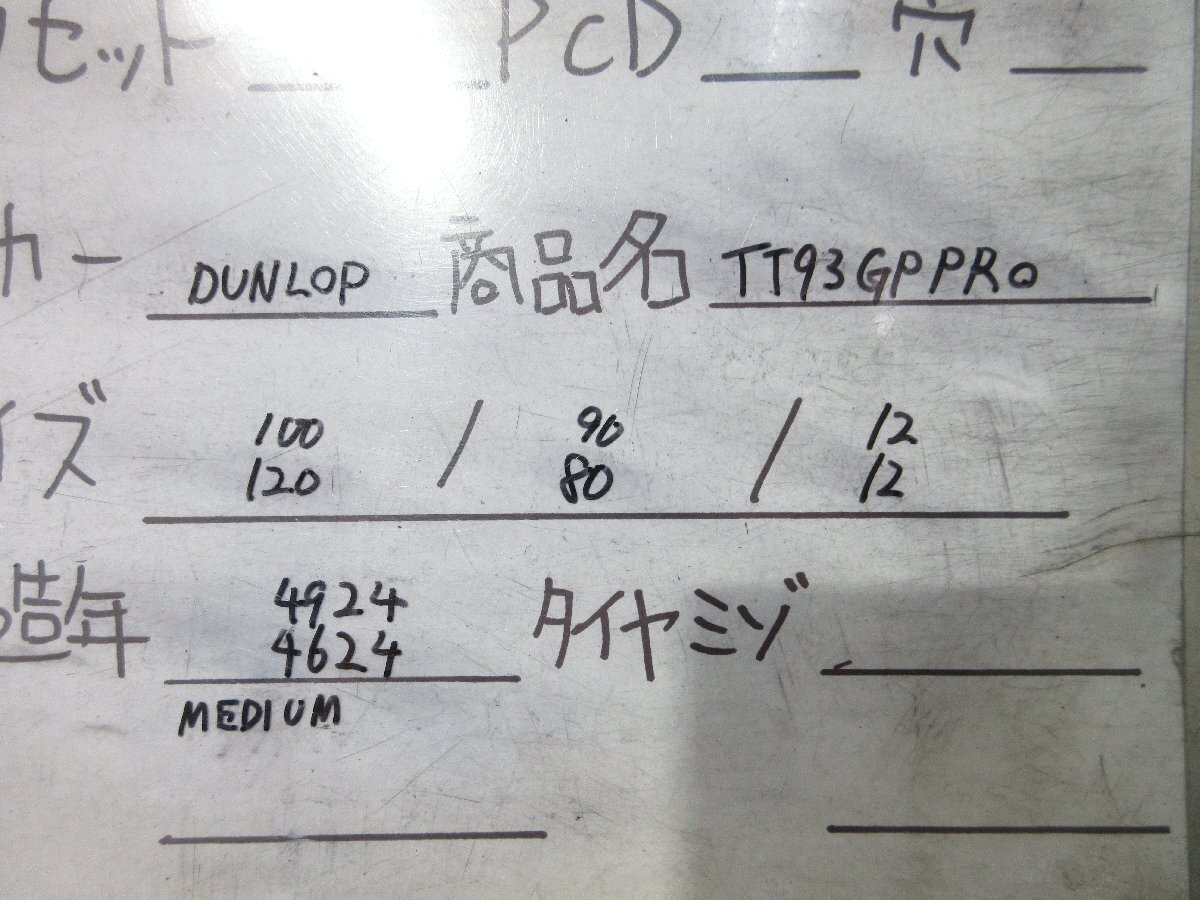 セット PCD 穴
カー DUNLOP 商品名 TT93GPPRO
イズ 100 / 90 / 12
120 80 12
造年 4924 タイヤミゾ
4624
MEDIUM